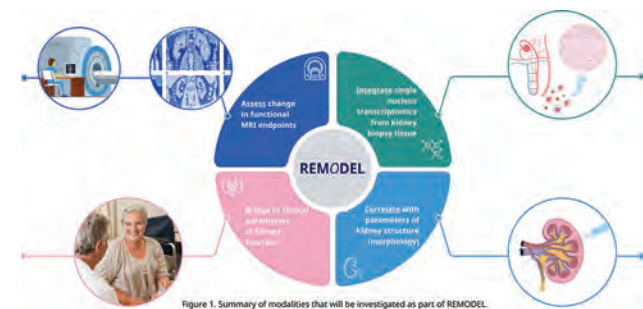 Assess change
in functional
MRI endpoints
Integrate single
nucleus
transcriptomics
from kidney
biopsy tissue
REMODEL
Bridge to clinical
parameters
of kidney
function
Correlate with
parameters of
kidney structure
(morphology)
Figure 1. Summary of modalities that will be investigated as part of REMODEL.